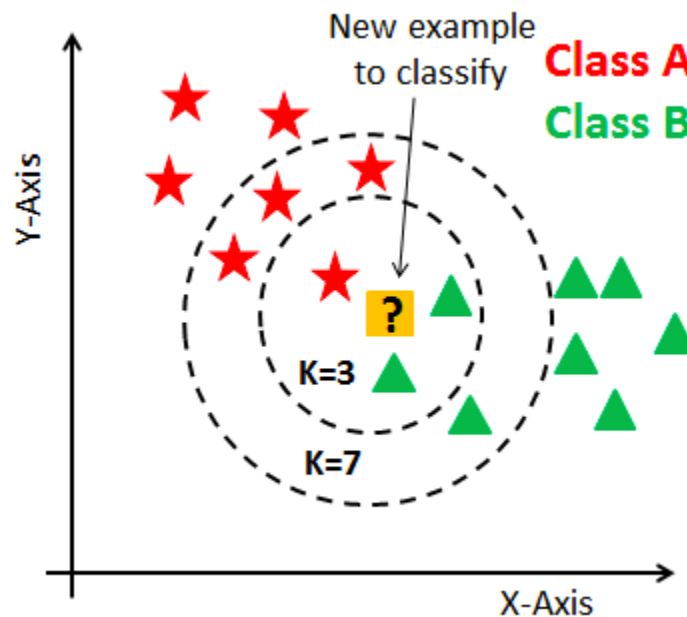 New example
to classify
Class A
Class B
Y-Axis
?
K=3
K=7
X-Axis